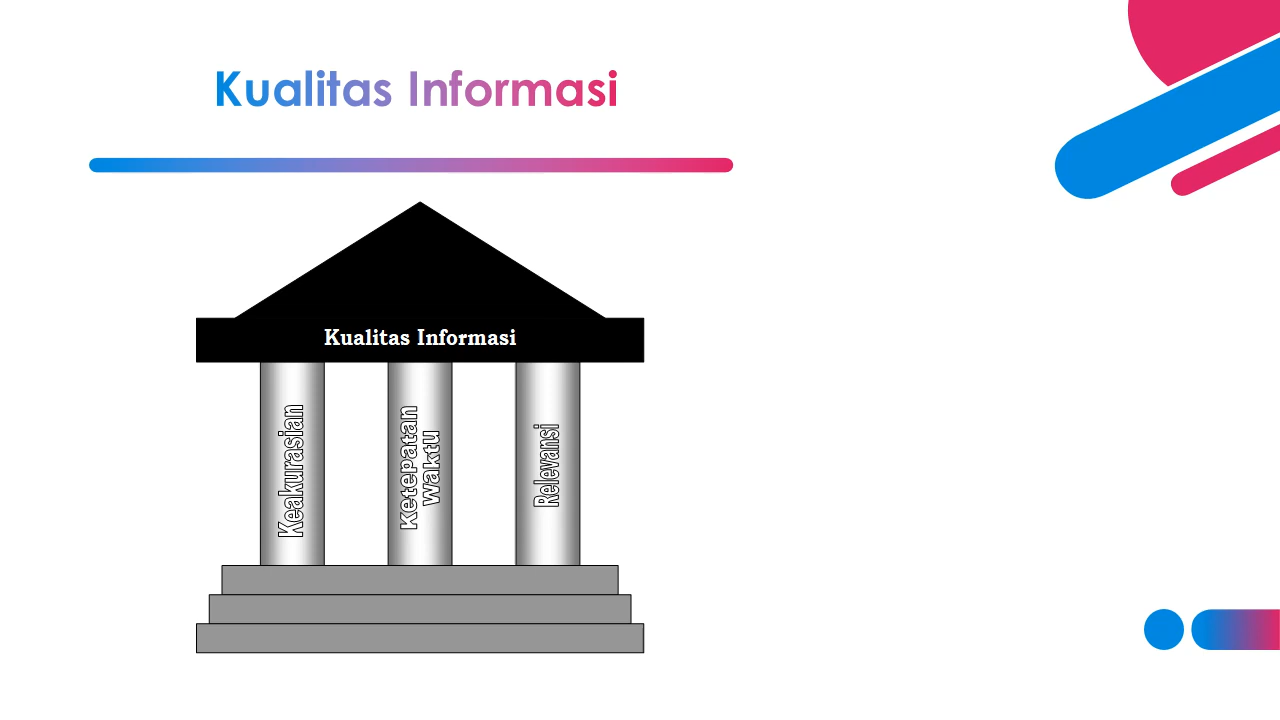 Kualitas Informasi
Kualitas Informasi
Keakurasian
Ketepatan
Waktu
Relevansi